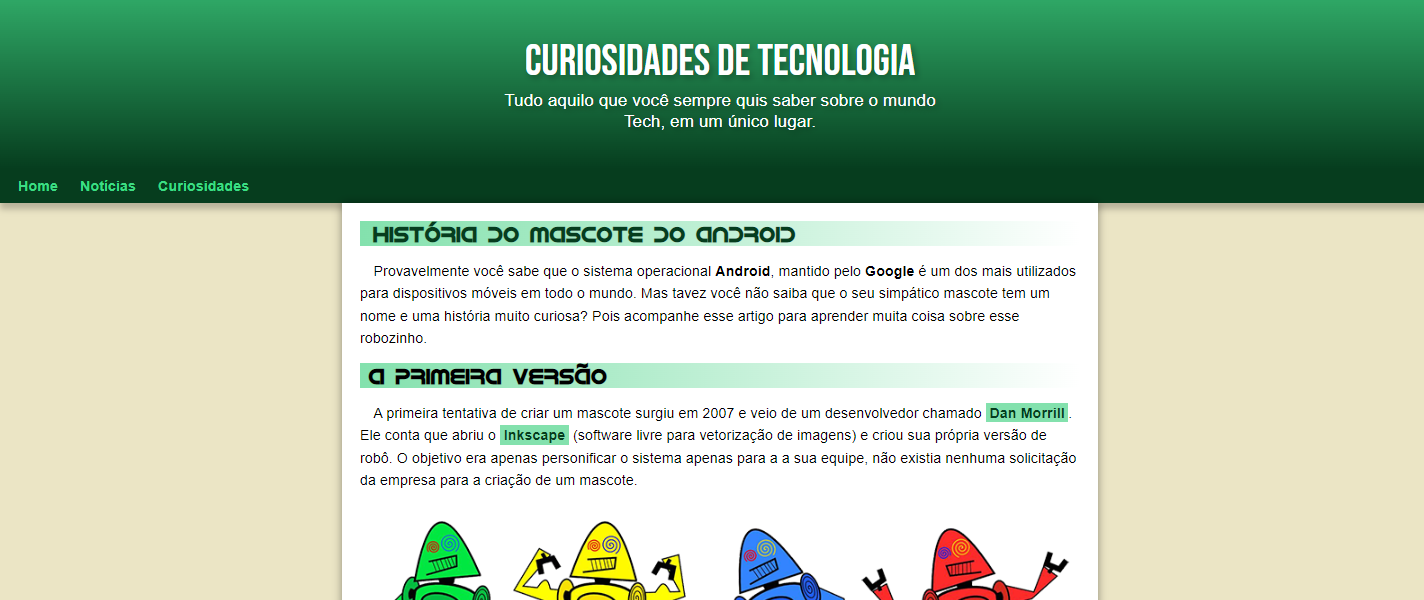 CURIOSIDADES DE TECNOLOGIA
Tudo aquilo que você sempre quis saber sobre o mundo
Tech, em um único lugar.
Home Notícias Curiosidades
HISTÓRIA DO MASCOTE DO ANDROID
Provavelmente você sabe que o sistema operacional Android, mantido pelo Google é um dos mais utilizados
para dispositivos móveis em todo o mundo. Mas tavez você não saiba que o seu simpático mascote tem um
nome e uma história muito curiosa? Pois acompanhe esse artigo para aprender muita coisa sobre esse
robozinho.
A PRIMEIRA VERSÃO
A primeira tentativa de criar um mascote surgiu em 2007 e veio de um desenvolvedor chamado Dan Morrill.
Ele conta que abriu o Inkscape (software livre para vetorização de imagens) e criou sua própria versão de
robô. O objetivo era apenas personificar o sistema apenas para a a sua equipe, não existia nenhuma solicitação
da empresa para a criação de um mascote.